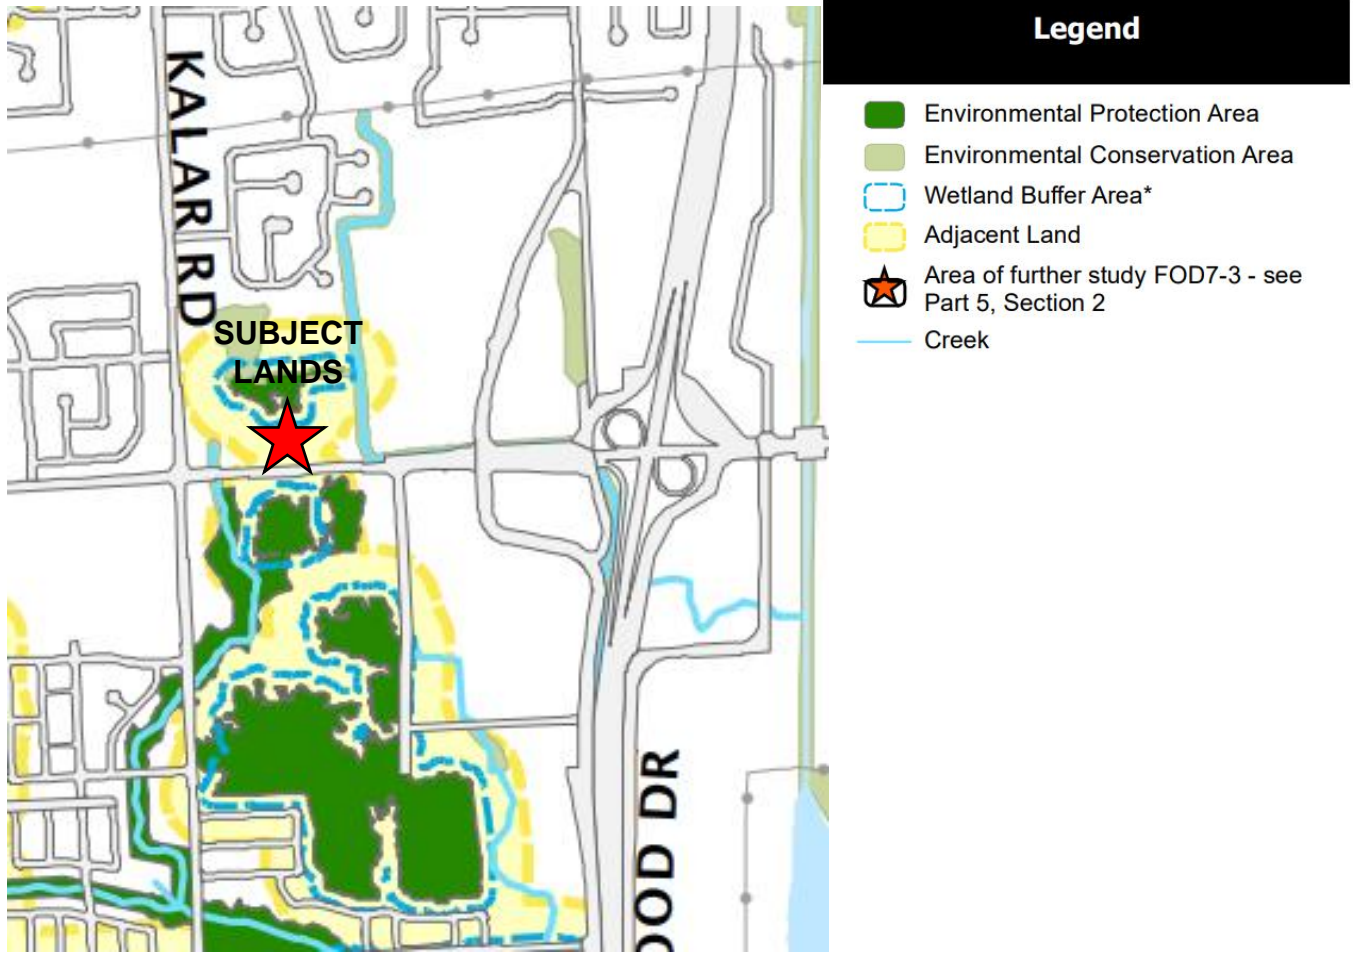 KALAR RD
SUBJECT
LANDS
OOD DR
Legend
Environmental Protection Area
Environmental Conservation Area
Wetland Buffer Area*
Adjacent Land
Area of further study FOD7-3 - see
Part 5, Section 2
Creek